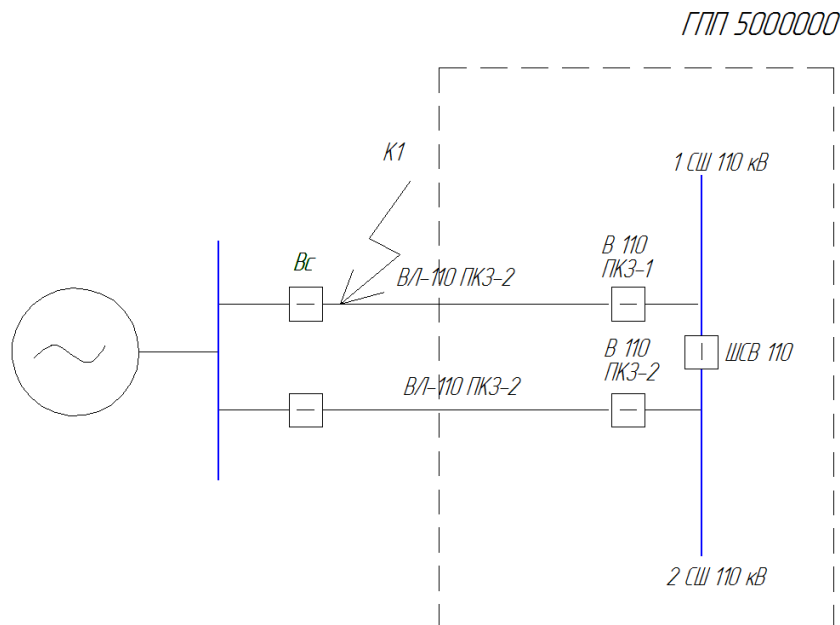 ГПП 5000000
К1
1 СШ 110 кВ
Вс
ВЛ-110 ПКЗ-2
В 110
ПКЗ-1
В 110
ПКЗ-2
ШСВ 110
ВЛ-110 ПКЗ-2
2 СШ 110 кВ